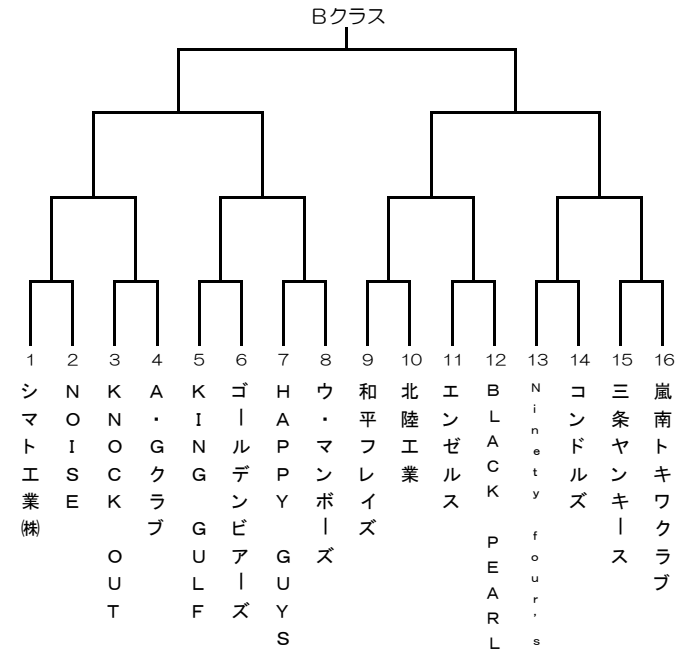 Bクラス
1 2 3 4 5 6 7 8 9 10 11 12 13 14 15 16
シマト工業㈱
NOISE
KNOCK OUT
A・Gクラブ
KING GULF
ゴールデンビアーズ
HAPPY GUYS
ウ・マンボーズ
和平フレイズ
北陸工業
エンゼルス
BLACK PEARL
Ninety four's
コンドルズ
三条ヤンキース
嵐南トキワクラブ